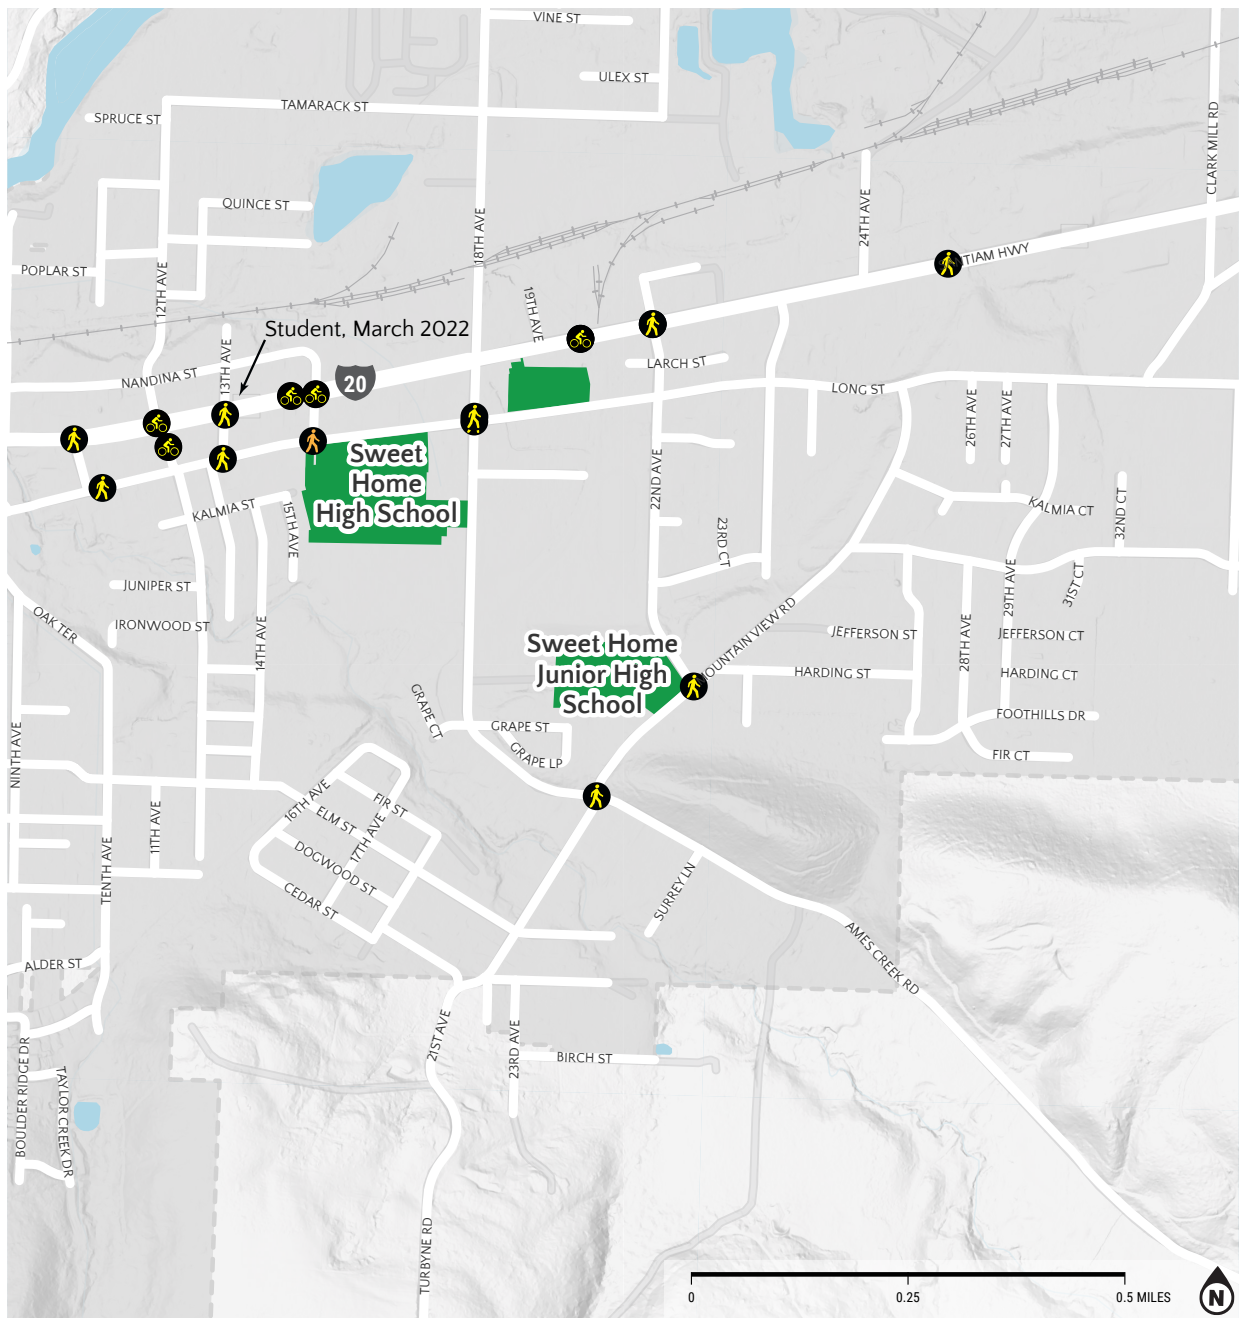 VINE ST
ULEX ST
TAMARACK ST
SPRUCE ST
CLARK MILL RD
QUINCE ST
24TH AVE
18TH AVE
POPLAR ST
12TH AVE
TIAM HWY
19TH AVE
Student, March 2022
13TH AVE
NANDINA ST
20
LARCH ST
LONG ST
26TH AVE
27TH AVE
Sweet
Home
High School
22ND AVE
KALMIA ST
15TH AVE
KALMIA CT
32ND CT
23RD CT
JUNIPER ST
29TH AVE
31ST CT
OAK TER
IRONWOOD ST
14TH AVE
MOUNTAIN VIEW RD
JEFFERSON ST
28TH AVE
JEFFERSON CT
Sweet Home
Junior High
School
HARDING ST
HARDING CT
GRAPE CT
GRAPE ST
FOOTHILLS DR
NINTH AVE
GRAPE LP
FIR CT
16TH AVE
FIR ST
ELM ST
17TH AVE
11TH AVE
TENTH AVE
DOGWOOD ST
CEDAR ST
SURREY LN
AMES CREEK RD
ALDER ST
21ST AVE
23RD AVE
BIRCH ST
BOULDER RIDGE DR
TAYLOR CREEK DR
TURBYNE RD
0
0.25
0.5 MILES
N